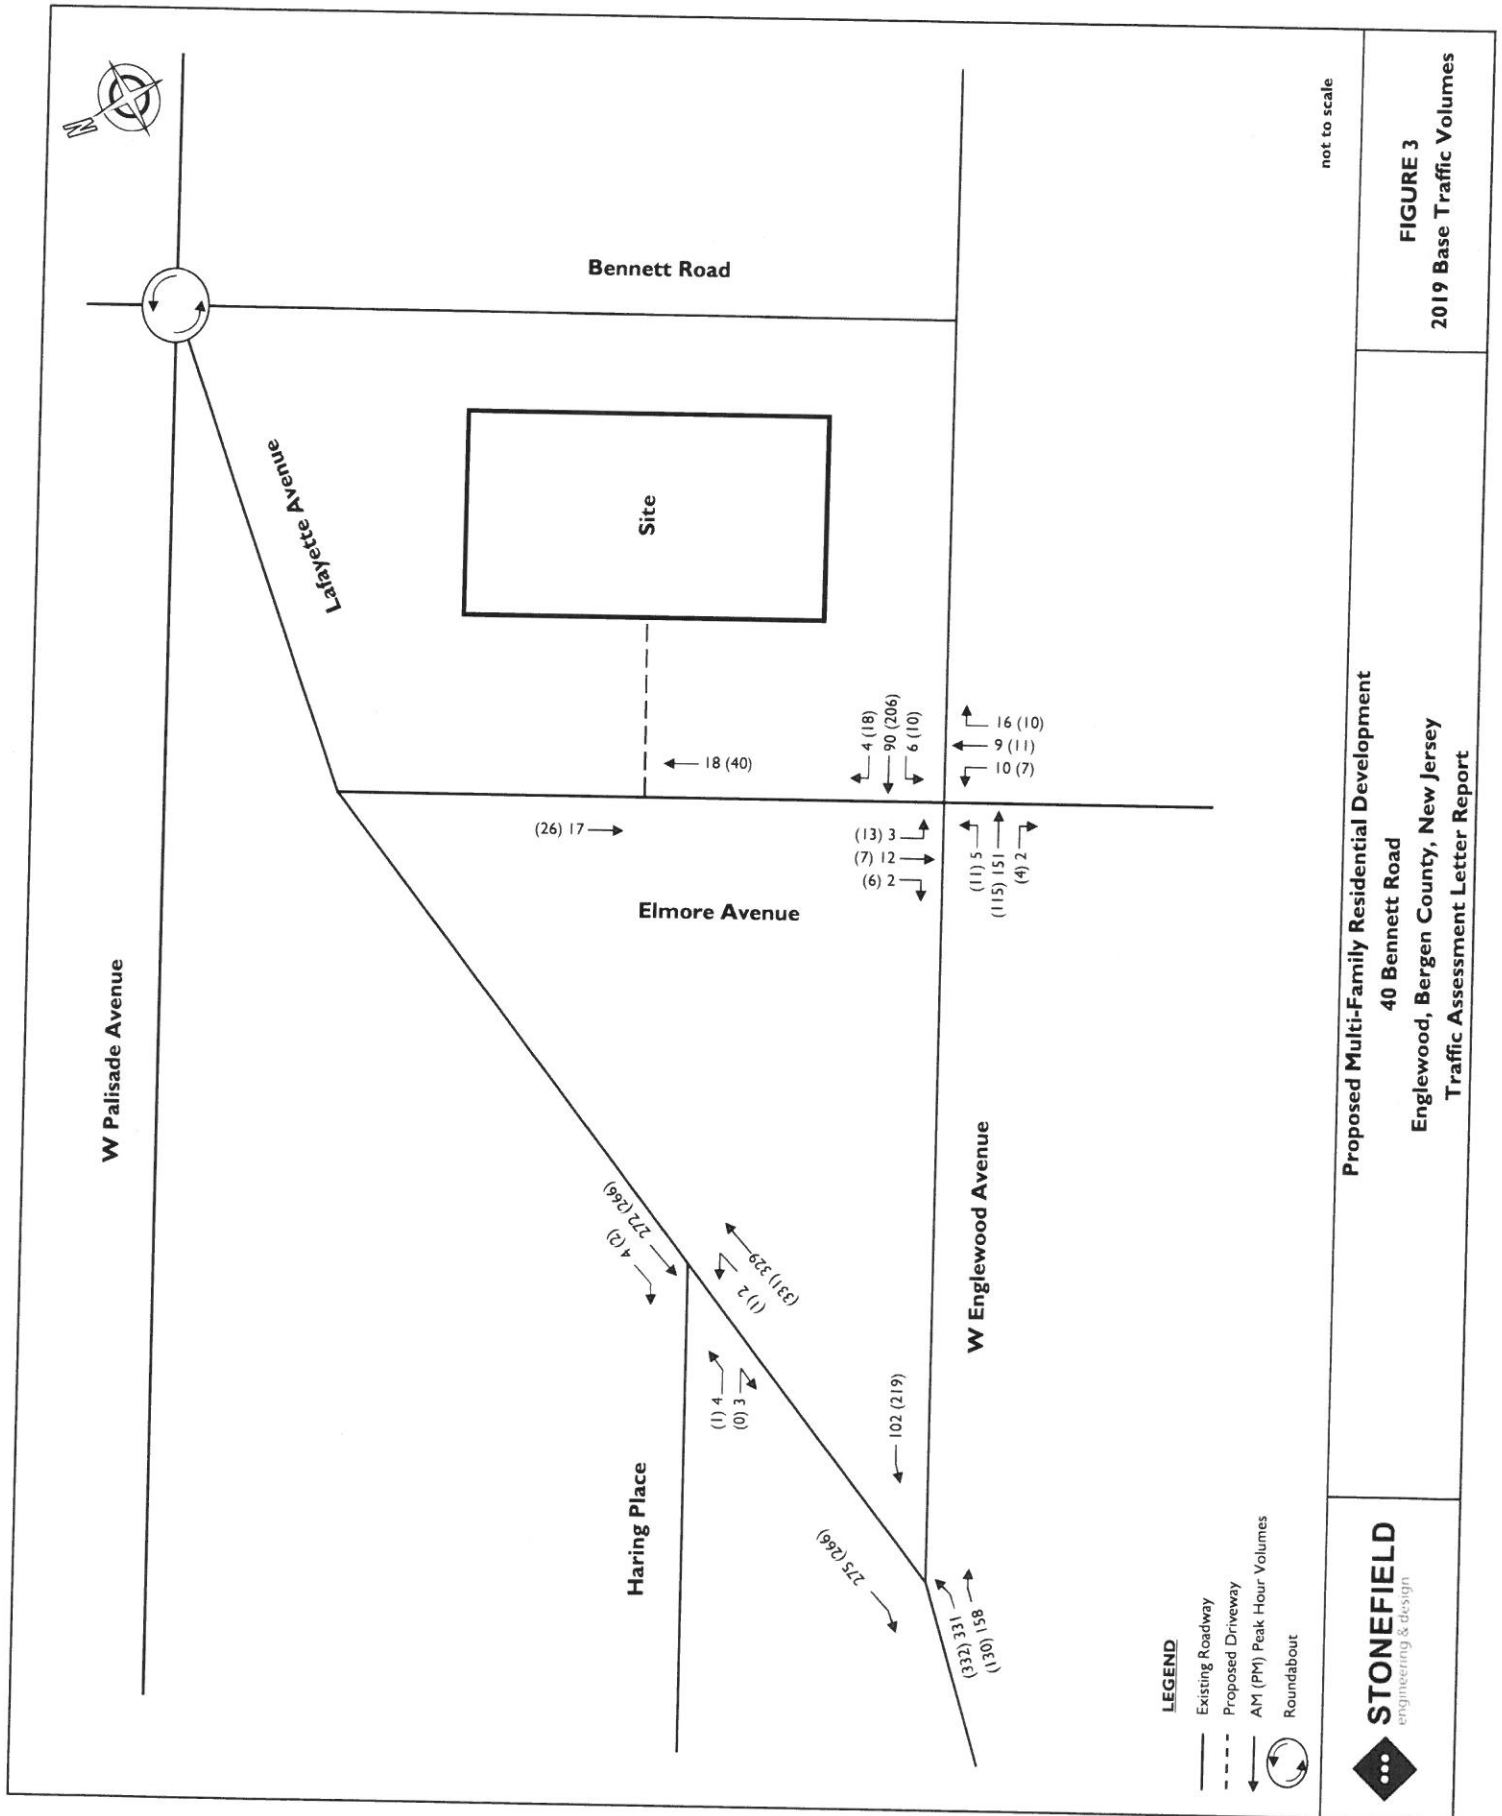 N
W Palisade Avenue
Lafayette Avenue
Bennett Road
Site
18 (40)
(26) 17
4 (18)
90 (206)
6 (10)
16 (10)
9 (11)
10 (7)
(13) 3
(7) 12
(6) 2
(11) 5
(115) 151
(4) 2
Elmore Avenue
4 (2)
272 (266)
(1) 2
(331) 329
(1) 4
(0) 3
Haring Place
W Englewood Avenue
102 (219)
275 (266)
(332) 331
(130) 158
not to scale
LEGEND
Existing Roadway
Proposed Driveway
AM (PM) Peak Hour Volumes
Roundabout
STONEFIELD
engineering & design
Proposed Multi-Family Residential Development
40 Bennett Road
Englewood, Bergen County, New Jersey
Traffic Assessment Letter Report
FIGURE 3
2019 Base Traffic Volumes